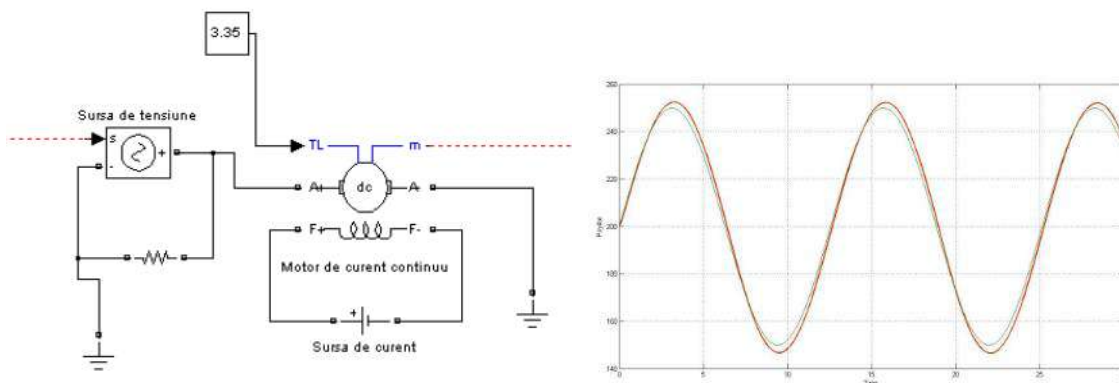 3.35
Sursa de tensiune
s
-
+
TL
m
A+
dc
A-
F+
F-
Motor de curent continuu
+
Sursa de curent
260
240
220
200
180
160
140
0
5
10
15
20
25